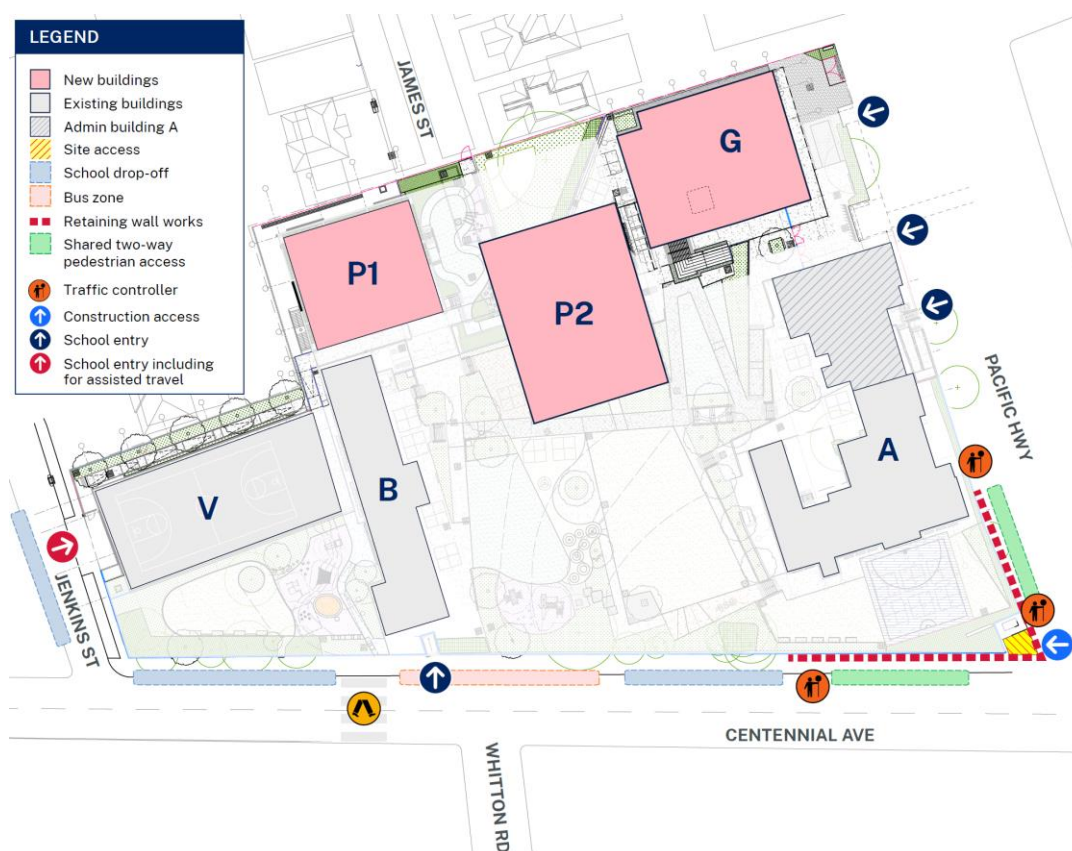 LEGEND
New buildings
Existing buildings
Admin building A
Site access
School drop-off
Bus zone
Retaining wall works
Shared two-way
pedestrian access
Traffic controller
Construction access
School entry
School entry including
for assisted travel
JAMES ST
G
P1
P2
PACIFIC HWY
A
B
V
JENKINS ST
CENTENNIAL AVE
WHITTON RD